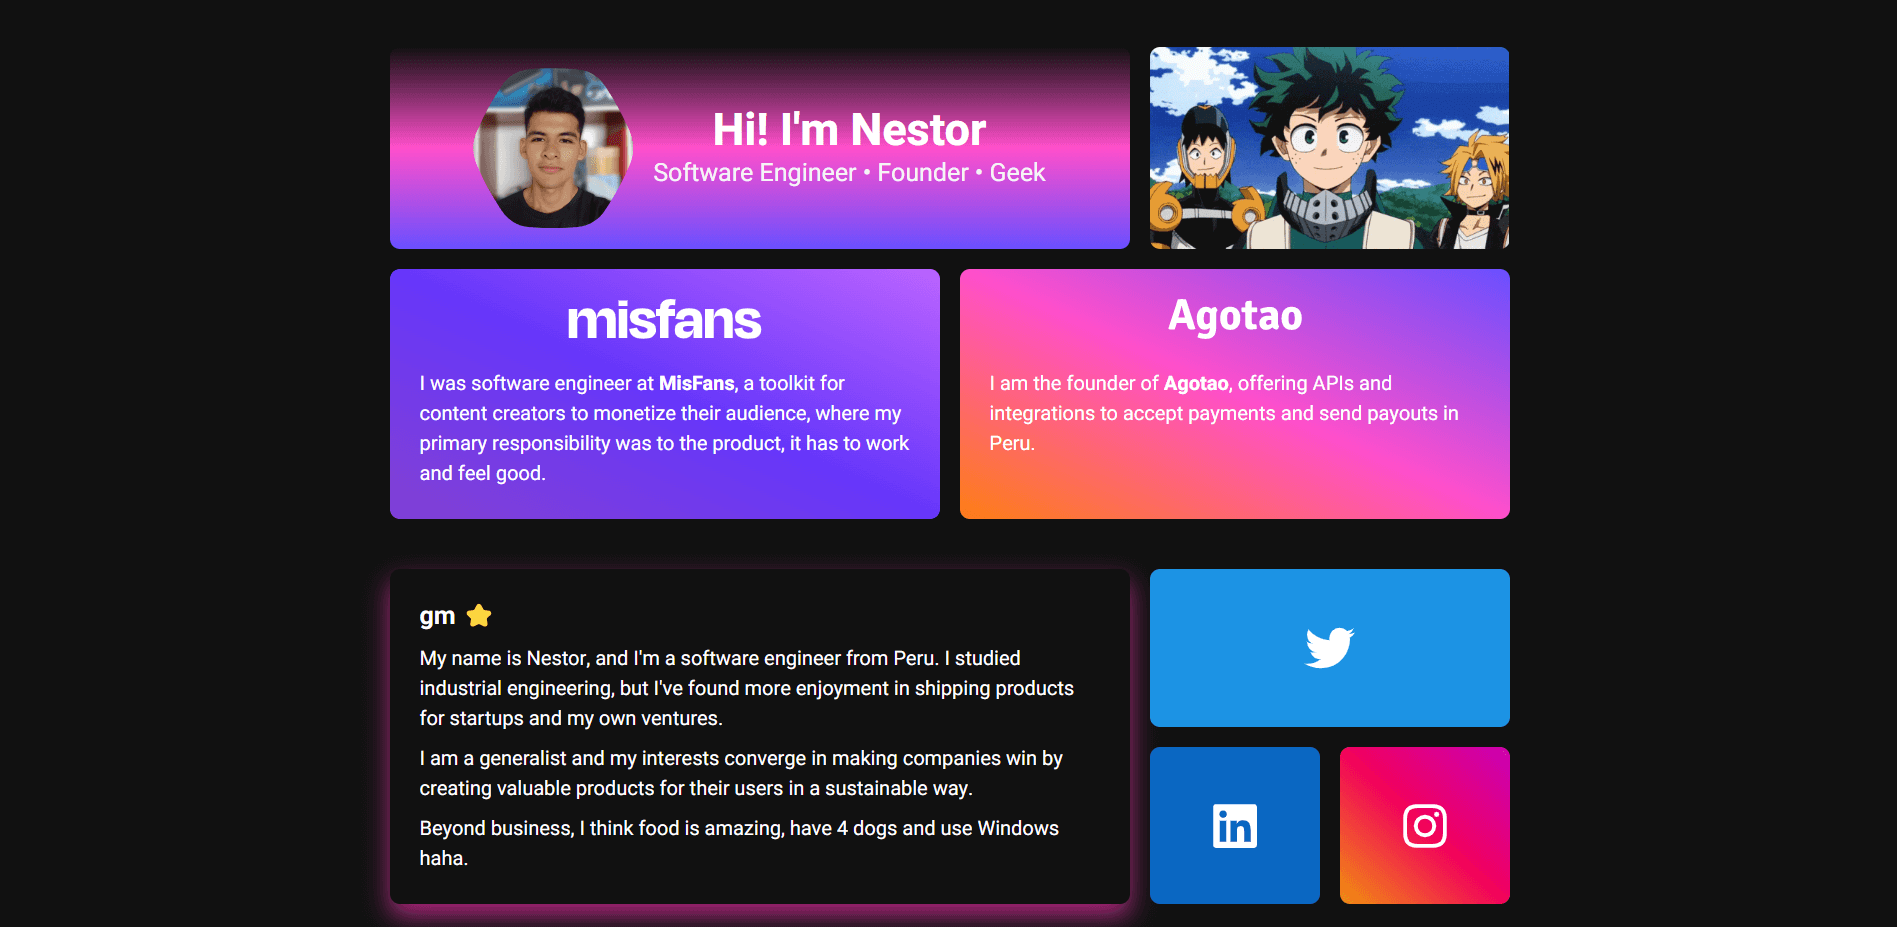 Hi! I'm Nestor
Software Engineer • Founder • Geek
misfans
I was software engineer at MisFans, a toolkit for
content creators to monetize their audience, where my
primary responsibility was to the product, it has to work
and feel good.
Agotao
I am the founder of Agotao, offering APIs and
integrations to accept payments and send payouts in
Peru.
gm
My name is Nestor, and I'm a software engineer from Peru. I studied
industrial engineering, but I've found more enjoyment in shipping products
for startups and my own ventures.
I am a generalist and my interests converge in making companies win by
creating valuable products for their users in a sustainable way.
Beyond business, I think food is amazing, have 4 dogs and use Windows
haha.
in